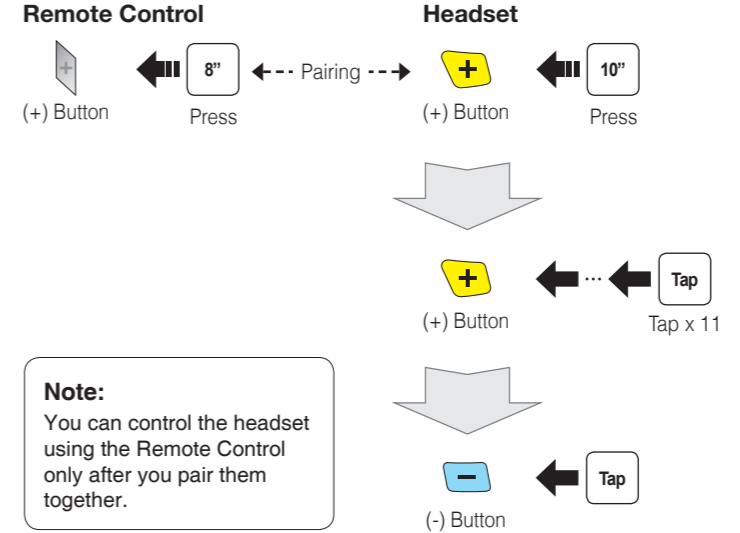 Remote Control
Headset
+
8”
Pairing
+
10”
(+) Button
Press
(+) Button
Press
+
...
Tap
(+) Button
Tap x 11
Note:
You can control the headset
using the Remote Control
only after you pair them
together.
−
Tap
(-) Button